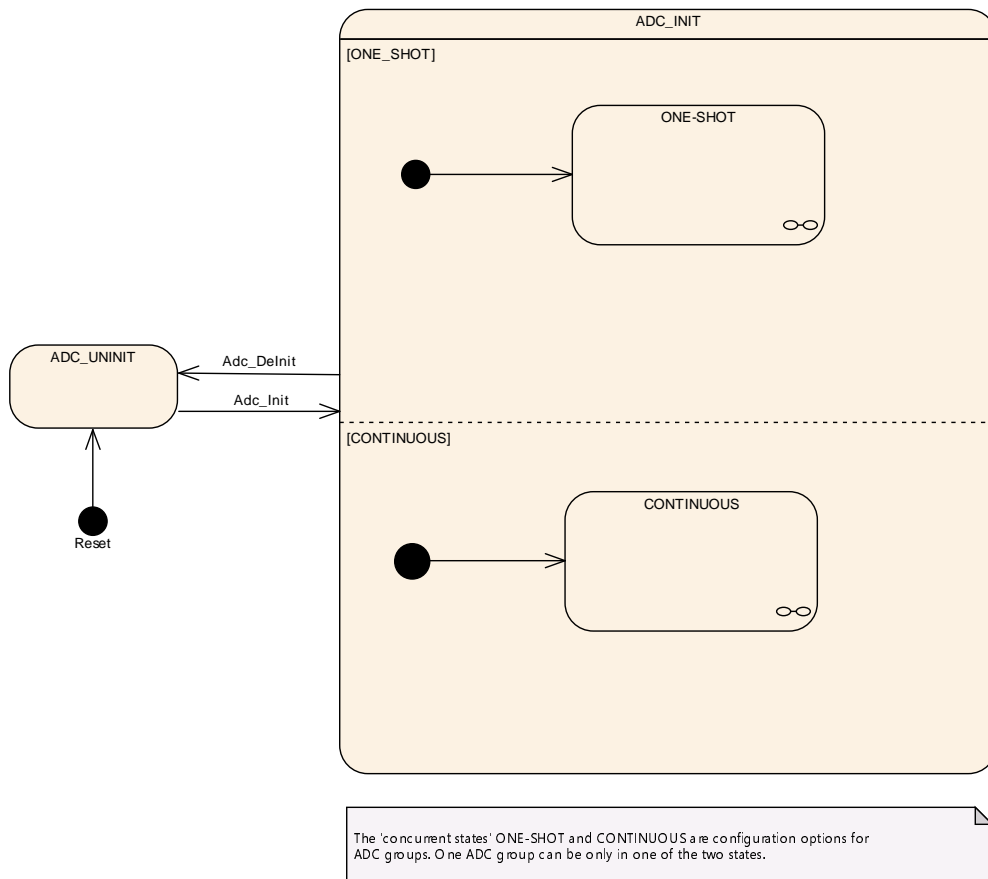 ADC_INIT
[ONE_SHOT]
ONE-SHOT
ADC_UNINIT
Adc_DeInit
Adc_Init
Reset
[CONTINUOUS]
CONTINUOUS
The 'concurrent states' ONE-SHOT and CONTINUOUS are configuration options for
ADC groups. One ADC group can be only in one of the two states.